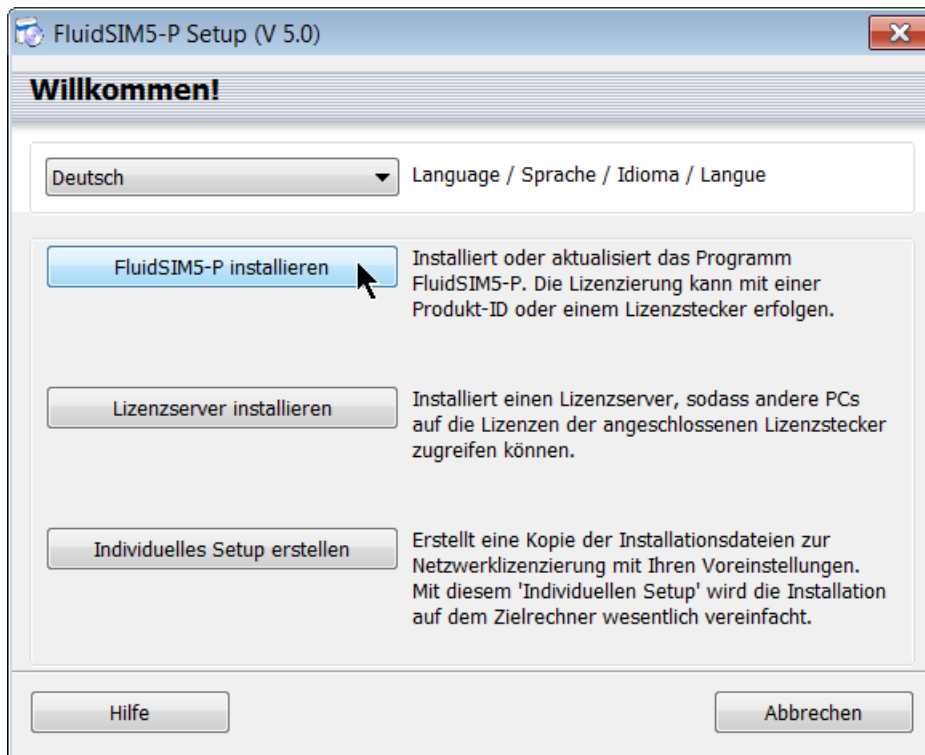 FluidSIM5-P Setup (V 5.0)
Willkommen!
Deutsch
Language / Sprache / Idioma / Langue
FluidSIM5-P installieren
Installiert oder aktualisiert das Programm
FluidSIM5-P. Die Lizenzierung kann mit einer
Produkt-ID oder einem Lizenzstecker erfolgen.
Lizenzserver installieren
Installiert einen Lizenzserver, sodass andere PCs
auf die Lizenzen der angeschlossenen Lizenzstecker
zugreifen können.
Individuelles Setup erstellen
Erstellt eine Kopie der Installationsdateien zur
Netzwerklizenzierung mit Ihren Voreinstellungen.
Mit diesem 'Individuellen Setup' wird die Installation
auf dem Zielrechner wesentlich vereinfacht.
Hilfe
Abbrechen